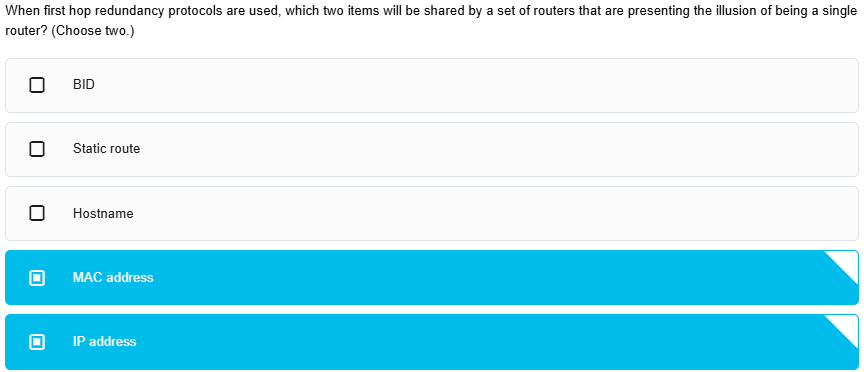 When first hop redundancy protocols are used, which two items will be shared by a set of routers that are presenting the illusion of being a single
router? (Choose two.)
BID
Static route
Hostname
MAC address
IP address